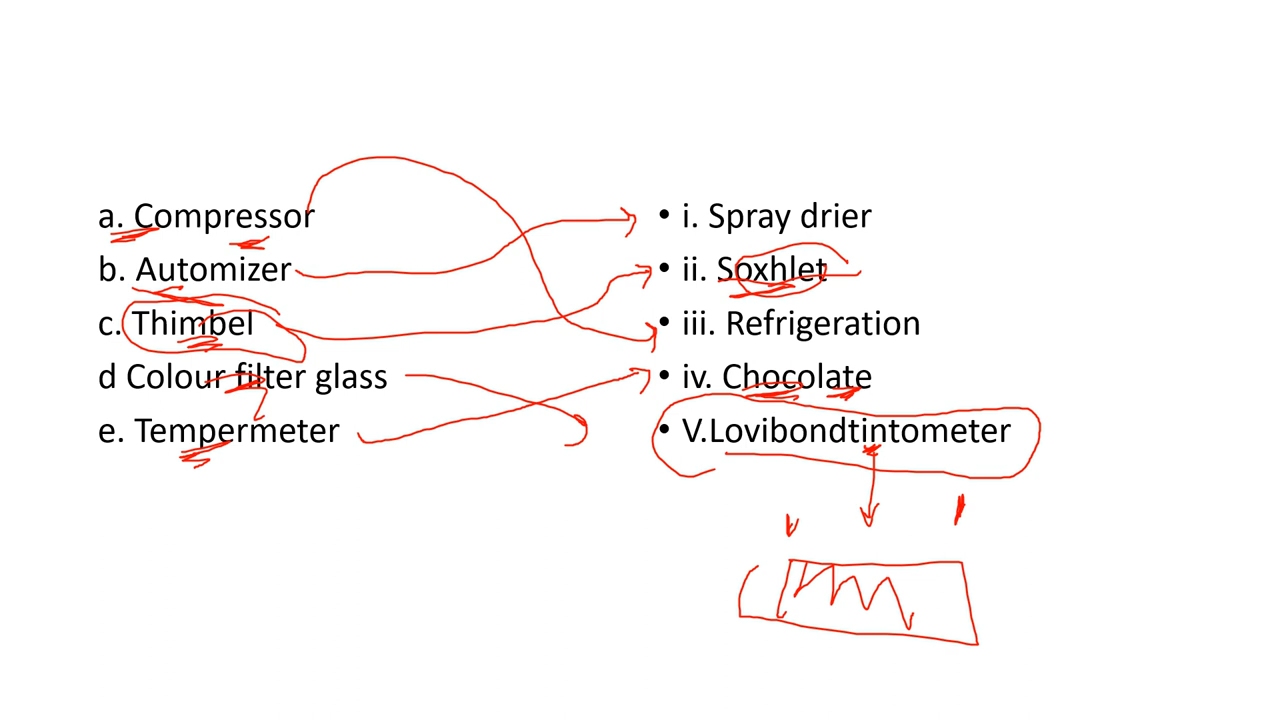 a. Compressor
b. Automizer
c. Thimbel
d Colour filter glass
e. Tempermeter
• i. Spray drier
• ii. Soxhlet
• iii. Refrigeration
• iv. Chocolate
• V.Lovibondtintometer